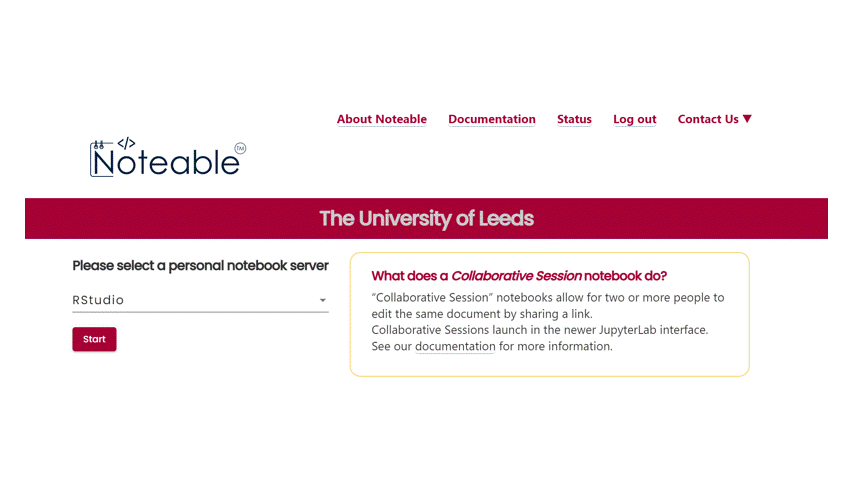 About Noteable Documentation Status Log out Contact Us ▼
</> Noteable TM
The University of Leeds
Please select a personal notebook server
RStudio
Start
What does a Collaborative Session notebook do?
“Collaborative Session” notebooks allow for two or more people to
edit the same document by sharing a link.
Collaborative Sessions launch in the newer JupyterLab interface.
See our documentation for more information.